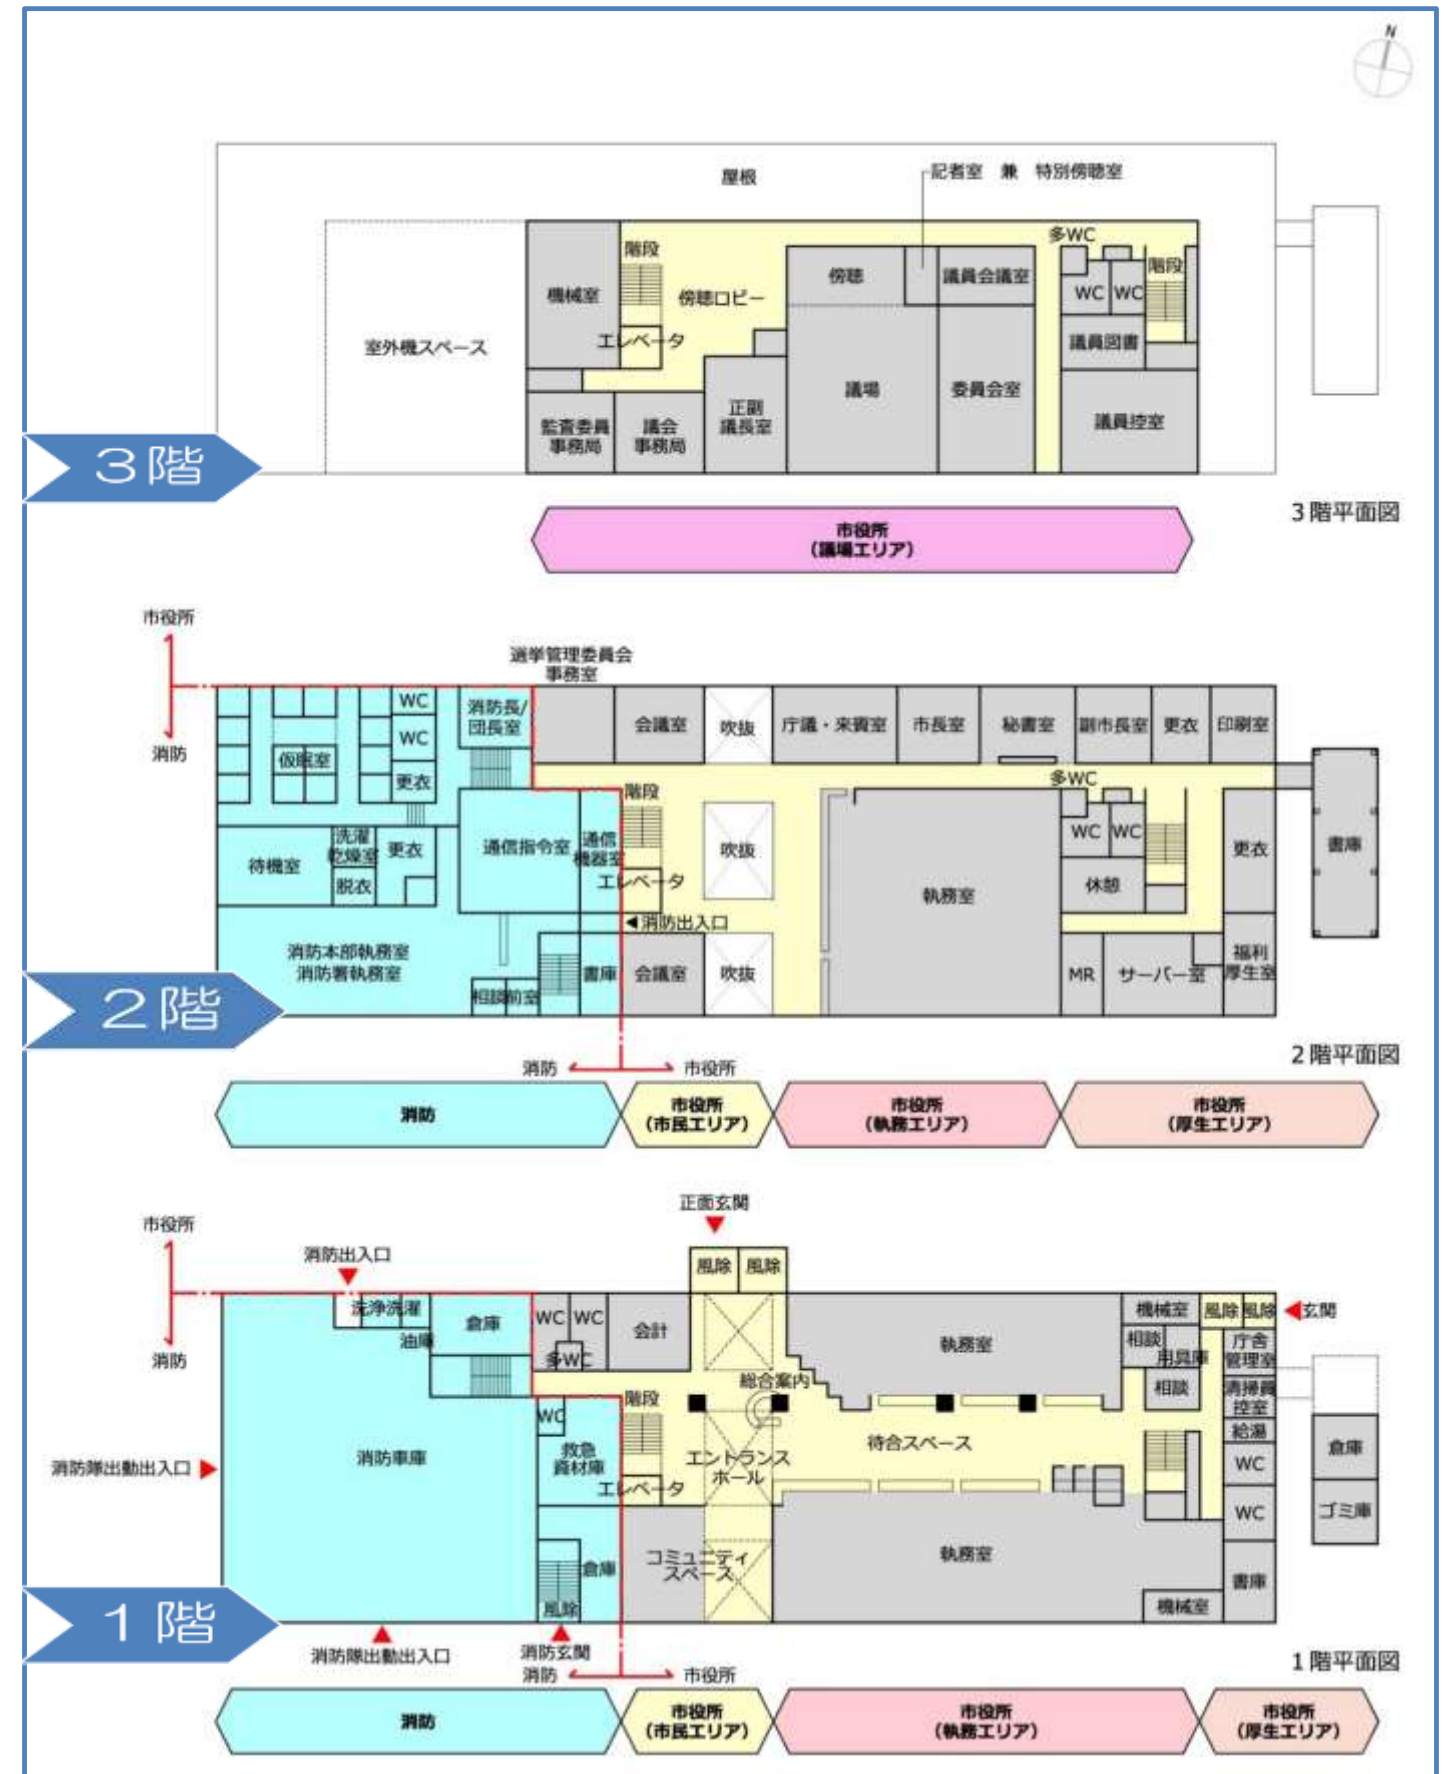 N
屋根
記者室 兼 特別傍聴室
多WC
階段
階段
傍聴
議員会議室
機械室
傍聴ロビー
WC WC
エレベータ
室外機スペース
議員図書
議場
委員会室
正副
議長室
監査委員
事務局
議会
事務局
議員控室
3階
3階平面図
市役所
(議場エリア)
市役所
消防
選挙管理委員会
事務室
WC
消防長/
団長室
会議室
吹抜
庁議・来賓室
市長室
秘書室
副市長室
更衣
印刷室
WC
仮眠室
更衣
階段
多WC
洗濯
乾燥室
更衣
通信指令室
通信
機器室
吹抜
WC WC
更衣
書庫
待機室
脱衣
エレベータ
執務室
休憩
消防出入口
消防本部執務室
消防署執務室
相談
前室
書庫
会議室
吹抜
MR
サーバー室
福利
厚生室
2階
2階平面図
消防
市役所
消防
市役所
(市民エリア)
市役所
(執務エリア)
市役所
(厚生エリア)
正面玄関
市役所
消防
消防出入口
風除 風除
洗浄洗濯
油庫
倉庫
WC WC
多WC
会計
執務室
機械室
風除 風除
玄関
相談
用具庫
庁舎
管理室
総合案内
階段
相談
清掃員
控室
WC
待合スペース
給湯
消防車庫
救急
資材庫
エントランス
ホール
WC
倉庫
消防隊出動出入口
エレベータ
WC
ゴミ庫
コミュニティ
スペース
執務室
倉庫
書庫
風除
機械室
1階
消防隊出動出入口
消防玄関
1階平面図
消防
市役所
消防
市役所
(市民エリア)
市役所
(執務エリア)
市役所
(厚生エリア)